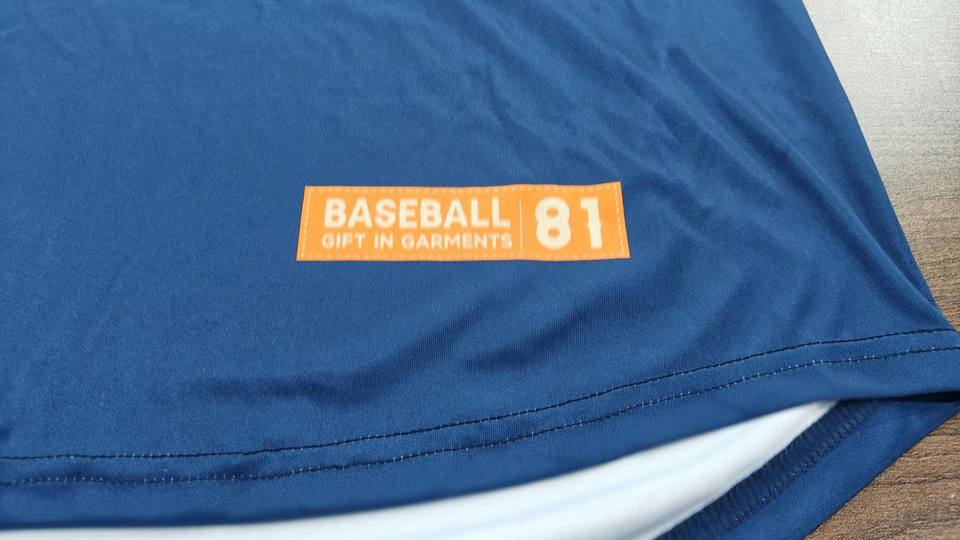 BASEBALL 81
GIFT IN GARMENTS